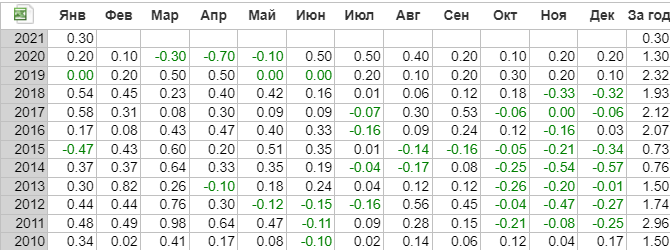 Янв Фев Мар Апр Май Июн Июл Авг Сен Окт Ноя Дек За год
2021 0.30 0.30
2020 0.20 0.10 -0.30 -0.70 -0.10 0.50 0.50 0.40 0.20 0.10 0.20 0.20 1.30
2019 0.00 0.20 0.50 0.50 0.00 0.00 0.20 0.10 0.20 0.30 0.20 0.10 2.32
2018 0.54 0.45 0.23 0.40 0.42 0.16 0.01 0.06 0.12 0.18 -0.33 -0.32 1.93
2017 0.58 0.31 0.08 0.30 0.09 0.09 -0.07 0.30 0.53 -0.06 0.00 -0.06 2.12
2016 0.17 0.08 0.43 0.47 0.40 0.33 -0.16 0.09 0.24 0.12 -0.16 0.03 2.07
2015 -0.47 0.43 0.60 0.20 0.51 0.35 0.01 -0.14 -0.16 -0.05 -0.21 -0.34 0.73
2014 0.37 0.37 0.64 0.33 0.35 0.19 -0.04 -0.17 0.08 -0.25 -0.54 -0.57 0.76
2013 0.30 0.82 0.26 -0.10 0.18 0.24 0.04 0.12 0.12 -0.26 -0.20 -0.01 1.50
2012 0.44 0.44 0.76 0.30 -0.12 -0.15 -0.16 0.56 0.45 -0.04 -0.47 -0.27 1.74
2011 0.48 0.49 0.98 0.64 0.47 -0.11 0.09 0.28 0.15 -0.21 -0.08 -0.25 2.96
2010 0.34 0.02 0.41 0.17 0.08 -0.10 0.02 0.14 0.06 0.12 0.04 0.17